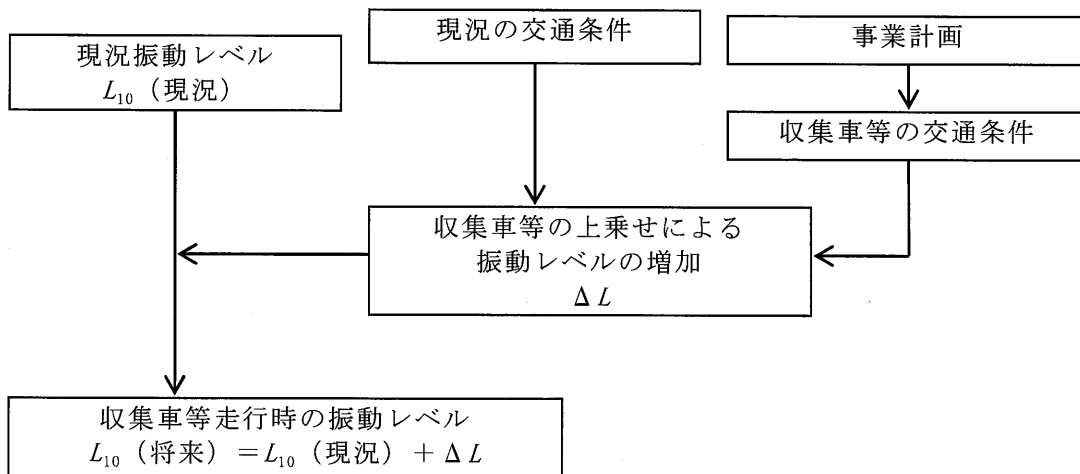 現況振動レベル
L₁₀（現況）
現況の交通条件
事業計画
収集車等の交通条件
収集車等の上乗せによる
振動レベルの増加
Δ L
収集車等走行時の振動レベル
L₁₀（将来）＝L₁₀（現況）＋Δ L